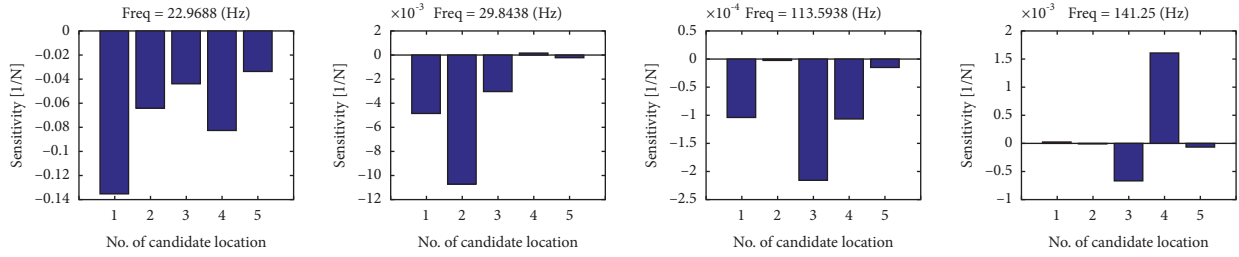 Freq = 22.9688 (Hz)
0
−0.02
−0.04
−0.06
−0.08
−0.1
−0.12
−0.14
Sensitivity [1/N]
1 2 3 4 5
No. of candidate location
×10−3 Freq = 29.8438 (Hz)
2
0
−2
−4
−6
−8
−10
−12
Sensitivity [1/N]
1 2 3 4 5
No. of candidate location
×10−4 Freq = 113.5938 (Hz)
0.5
0
−0.5
−1
−1.5
−2
−2.5
Sensitivity [1/N]
1 2 3 4 5
No. of candidate location
×10−3 Freq = 141.25 (Hz)
2
1.5
1
0.5
0
−0.5
−1
Sensitivity [1/N]
1 2 3 4 5
No. of candidate location